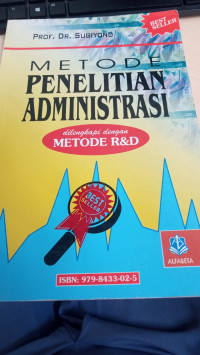 PROF. DR. SUGIYONO
BEST
SELLER
METODE
PENELITIAN
ADMINISTRASI
dilengkapi dengan
METODE R&D
BEST
SELLER
ALFABETA
ISBN: 979-8433-02-5